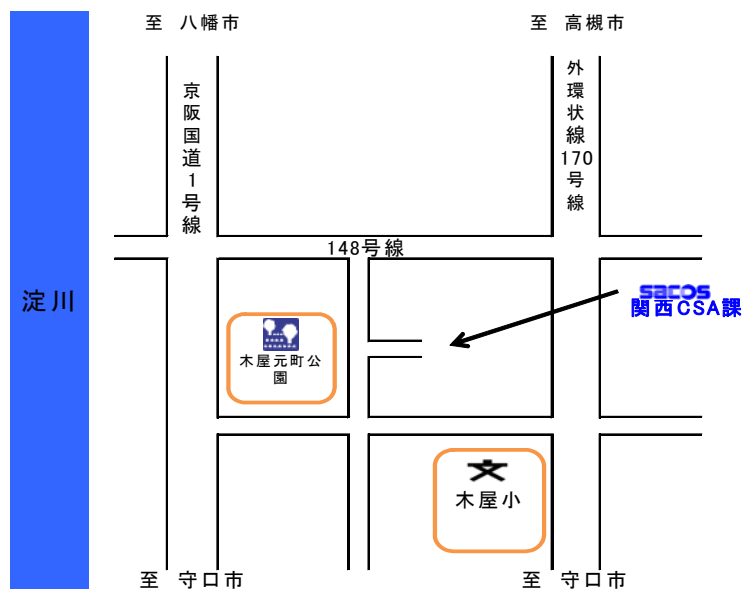 至 八幡市
至 高槻市
京阪国道1号線
外環状線170号線
148号線
淀川
sacos
関西CSA課
木屋元町公
園
文
木屋小
至 守口市
至 守口市